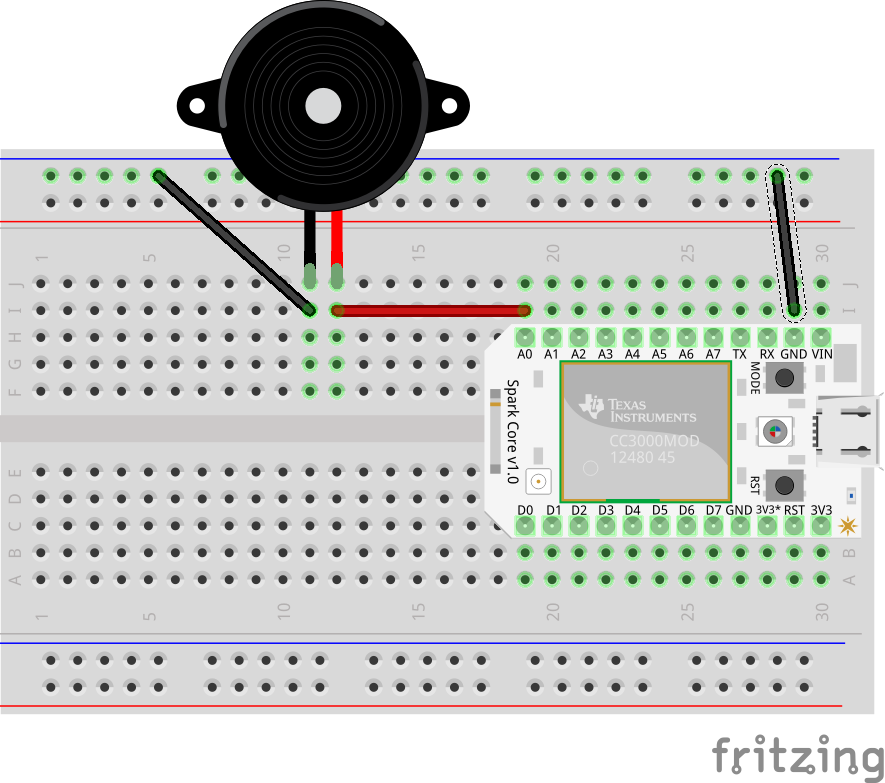 1 5 10 15 20 25 30
J J
I I
H
G
F
A0 A1 A2 A3 A4 A5 A6 A7 TX RX GND VIN
MODE
Spark Core v1.0
TEXAS
INSTRUMENTS
CC3000MOD
12480 45
RST
D0 D1 D2 D3 D4 D5 D6 D7 GND 3V3* RST 3V3
E
D
C
B B
A A
1 5 10 15 20 25 30
fritzing